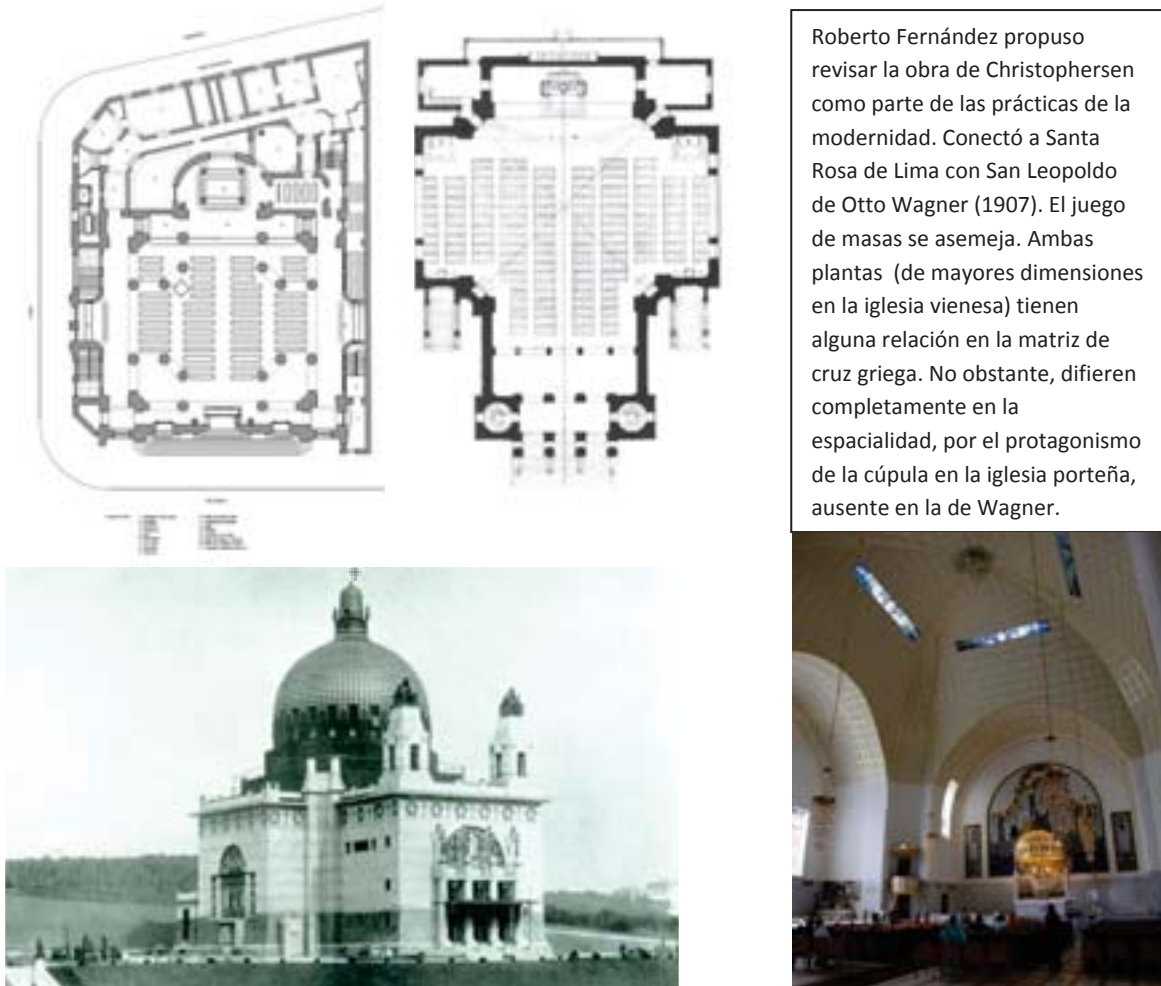 Roberto Fernández propuso
revisar la obra de Christophersen
como parte de las prácticas de la
modernidad. Conectó a Santa
Rosa de Lima con San Leopoldo
de Otto Wagner (1907). El juego
de masas se asemeja. Ambas
plantas (de mayores dimensiones
en la iglesia vienesa) tienen
alguna relación en la matriz de
cruz griega. No obstante, difieren
completamente en la
espacialidad, por el protagonismo
de la cúpula en la iglesia porteña,
ausente en la de Wagner.